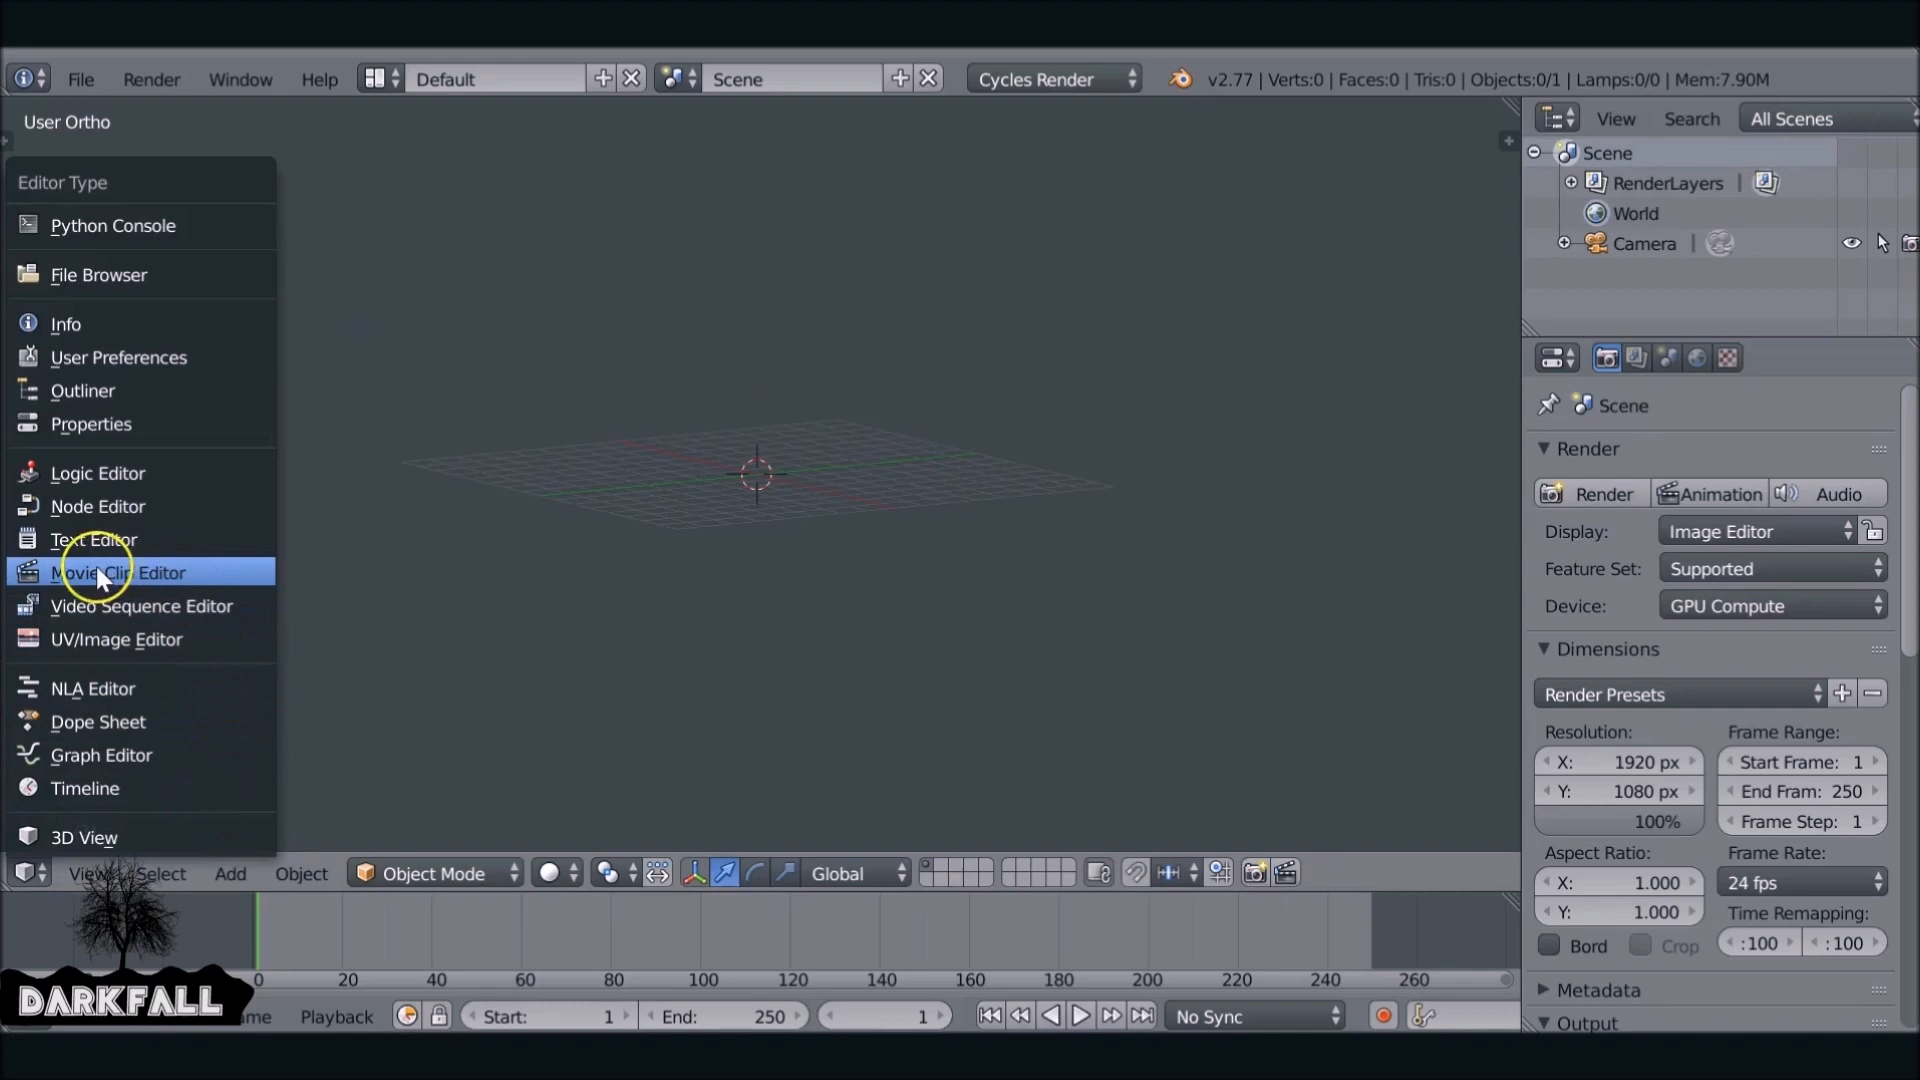 File Render Window Help Default Scene Cycles Render v2.77 | Verts:0 | Faces:0 | Tris:0 | Objects:0/1 | Lamps:0/0 | Mem:7.90M
User Ortho
Editor Type
Python Console
File Browser
Info
User Preferences
Outliner
Properties
Logic Editor
Node Editor
Text Editor
Movie Clip Editor
Video Sequence Editor
UV/Image Editor
NLA Editor
Dope Sheet
Graph Editor
Timeline
3D View
View Select Add Object Object Mode Global
0 20 40 60 80 100 120 140 160 180 200 220 240 260
DARKFALL
Playback Start: 1 End: 250 1 No Sync
View Search All Scenes
Scene
RenderLayers |
World
Camera |
Scene
Render
Render Animation Audio
Display: Image Editor
Feature Set: Supported
Device: GPU Compute
Dimensions
Render Presets
Resolution: Frame Range:
X: 1920 px Start Frame: 1
Y: 1080 px End Fram: 250
100% Frame Step: 1
Aspect Ratio: Frame Rate:
X: 1.000 24 fps
Y: 1.000 Time Remapping:
Bord Crop :100 :100
Metadata
Output